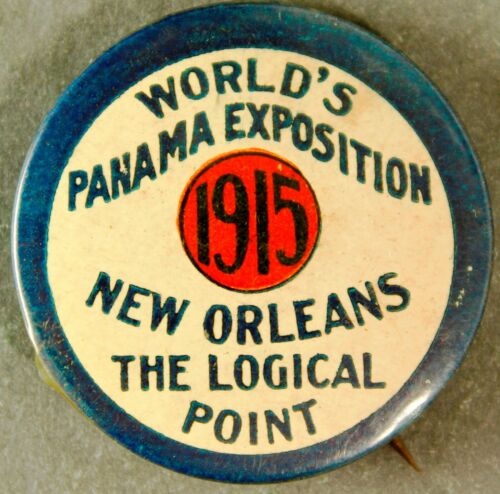 WORLD'S
PANAMA EXPOSITION
1915
NEW ORLEANS
THE LOGICAL
POINT